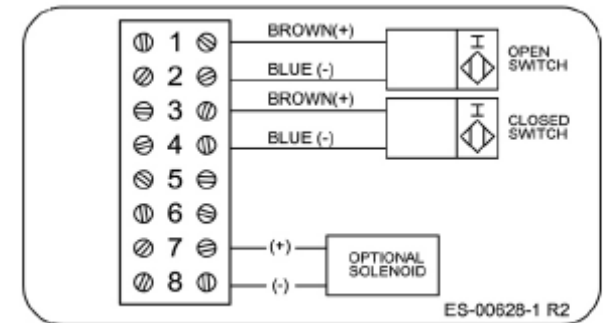 1 BROWN(+)
OPEN
SWITCH
2 BLUE (-)
3 BROWN(+)
CLOSED
SWITCH
4 BLUE (-)
5
6
7 (+)
OPTIONAL
SOLENOID
8 (-)
ES-00628-1 R2